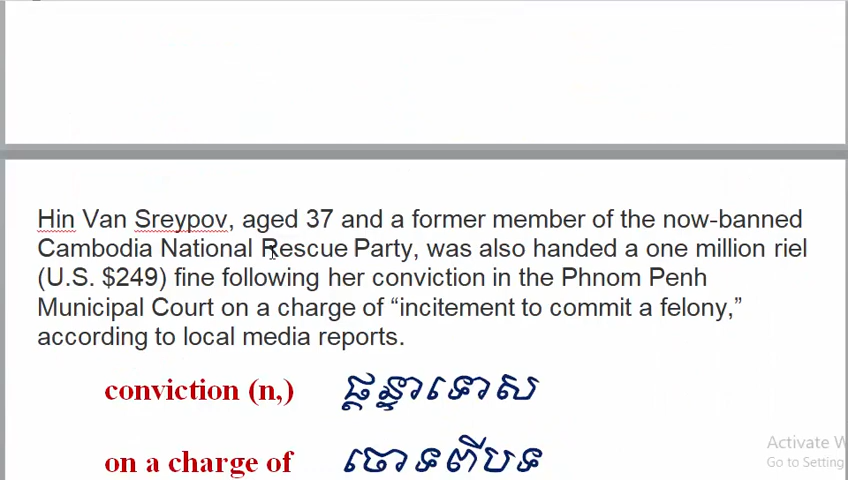 Hin Van Sreypov, aged 37 and a former member of the now-banned
Cambodia National Rescue Party, was also handed a one million riel
(U.S. $249) fine following her conviction in the Phnom Penh
Municipal Court on a charge of “incitement to commit a felony,”
according to local media reports.
conviction (n,) ផ្តន្ទាទោស
on a charge of ចោទពីបទ
Activate W
Go to Setting